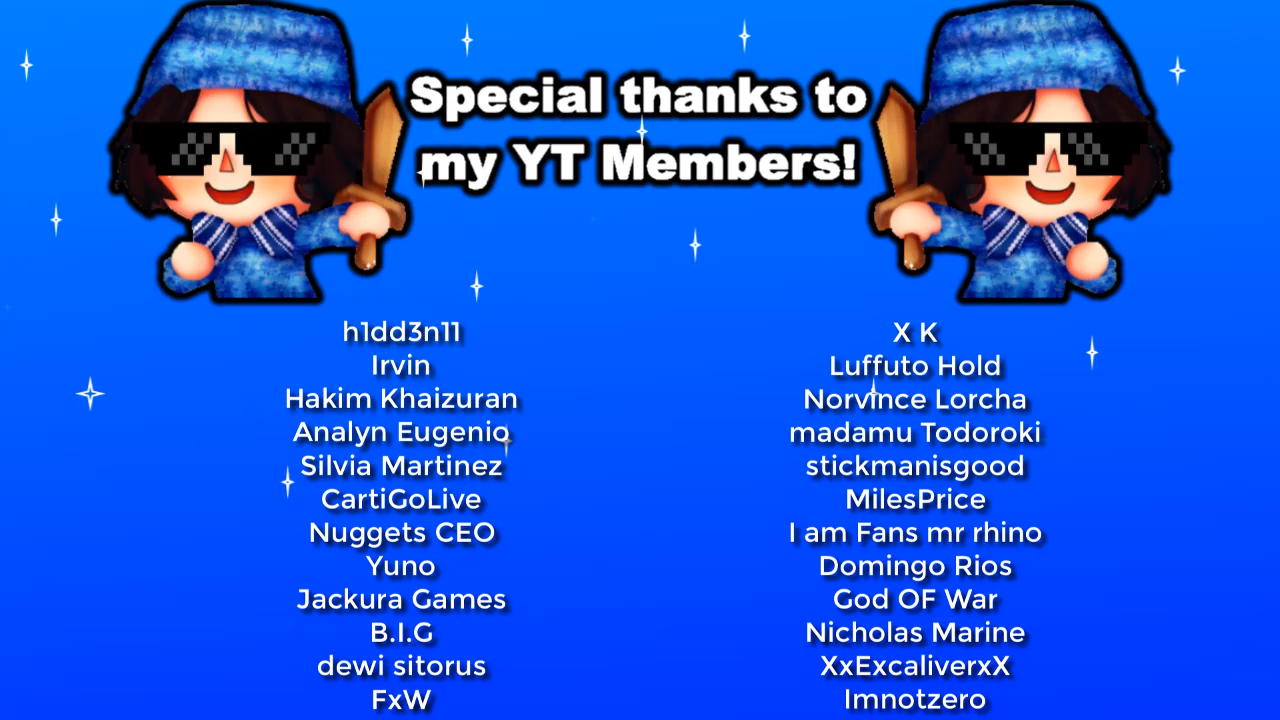 Special thanks to
my YT Members!
h1dd3n11
Irvin
Hakim Khaizuran
Analyn Eugenio
Silvia Martinez
CartiGoLive
Nuggets CEO
Yuno
Jackura Games
B.I.G
dewi sitorus
FxW
X K
Luffuto Hold
Norvince Lorcha
madamu Todoroki
stickmanisgood
MilesPrice
I am Fans mr rhino
Domingo Rios
God OF War
Nicholas Marine
XxExcaliverxX
Imnotzero